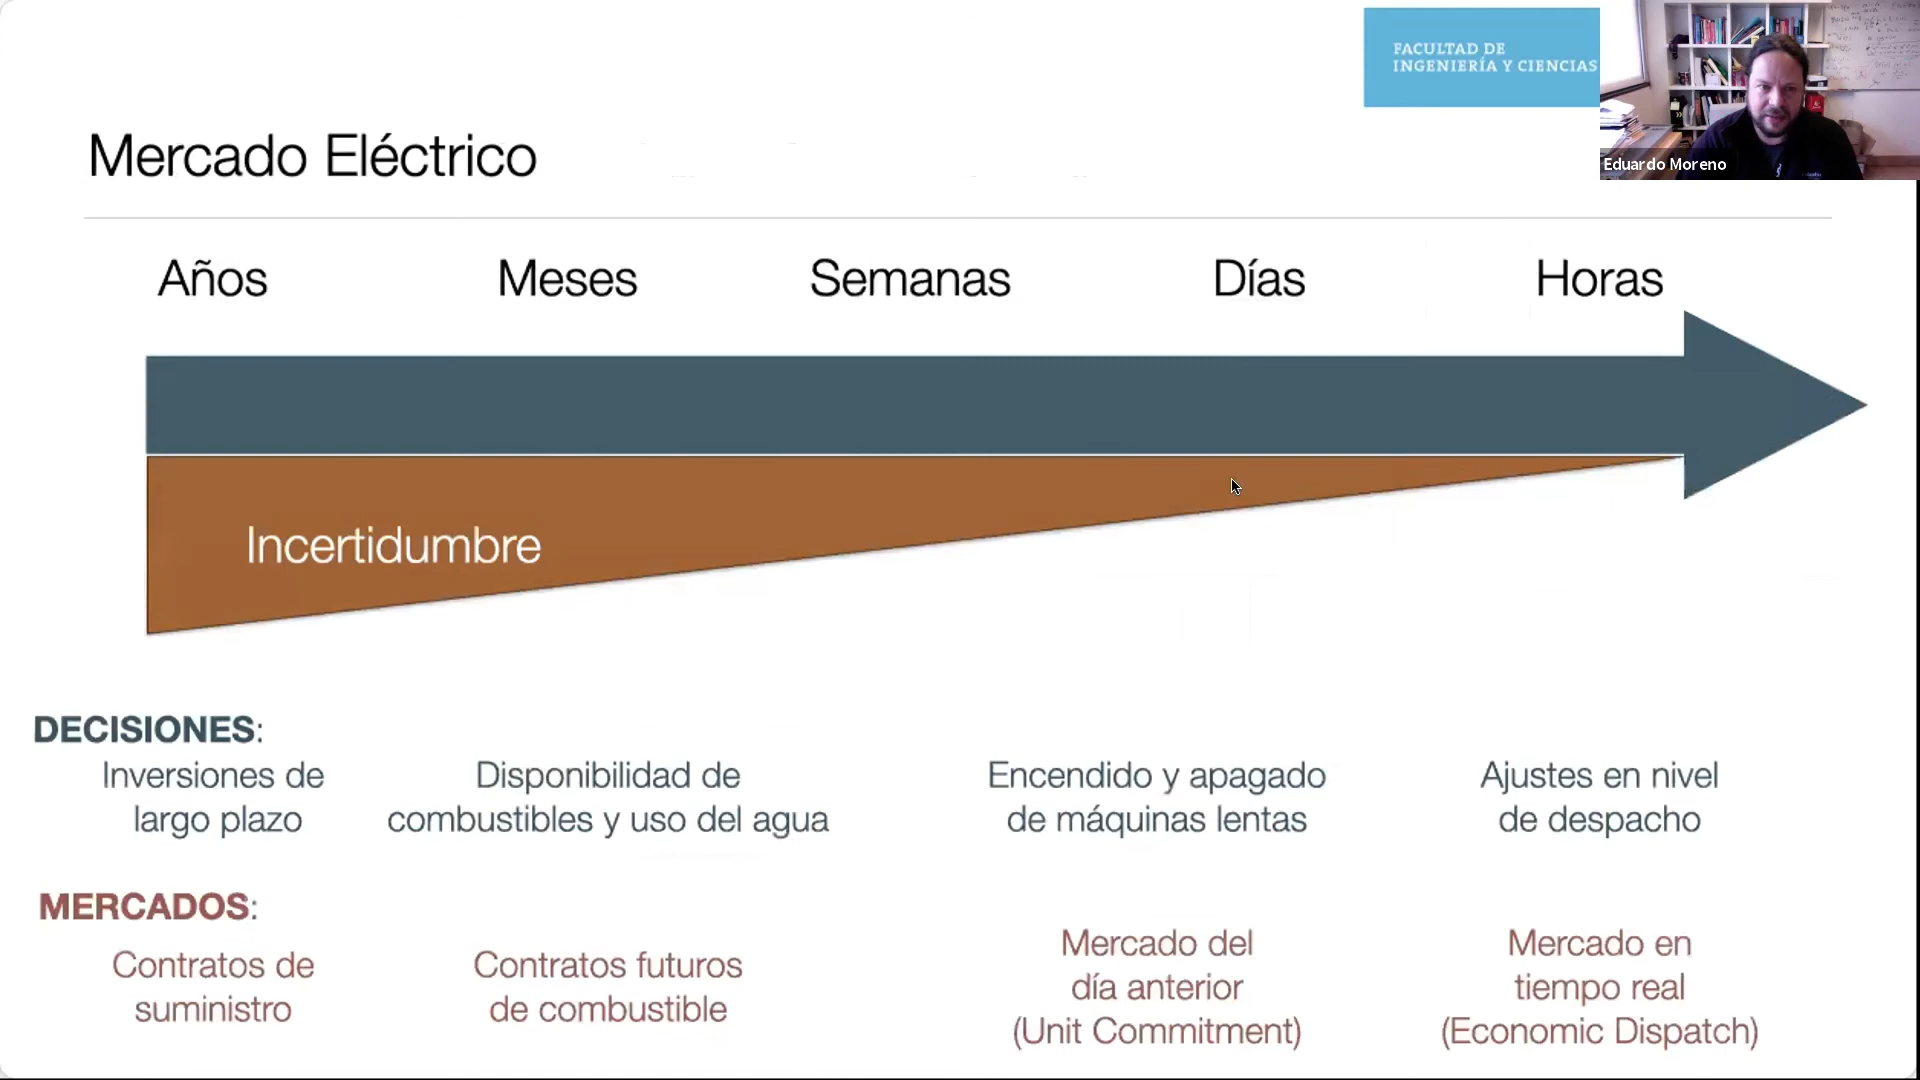 FACULTAD DE
INGENIERÍA Y CIENCIAS
Eduardo Moreno
Mercado Eléctrico
Años
Meses
Semanas
Días
Horas
Incertidumbre
DECISIONES:
Inversiones de
largo plazo
Disponibilidad de
combustibles y uso del agua
Encendido y apagado
de máquinas lentas
Ajustes en nivel
de despacho
MERCADOS:
Contratos de
suministro
Contratos futuros
de combustible
Mercado del
día anterior
(Unit Commitment)
Mercado en
tiempo real
(Economic Dispatch)